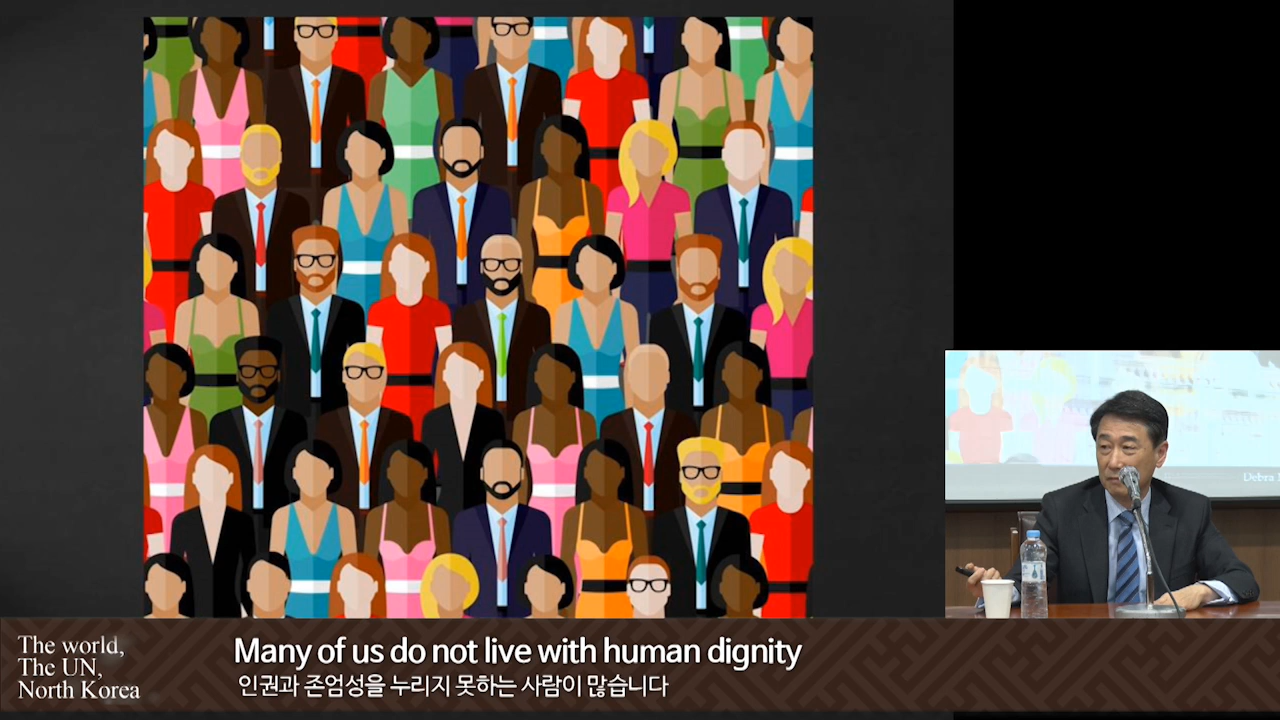 Debra
The world,
The UN,
North Korea
Many of us do not live with human dignity
인권과 존엄성을 누리지 못하는 사람이 많습니다